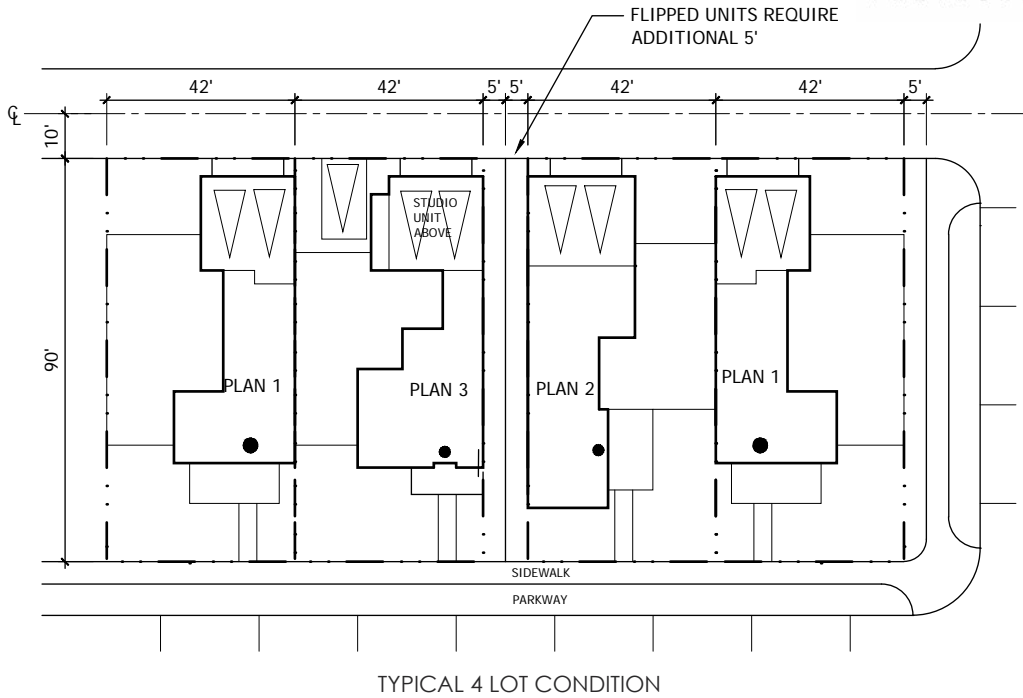 FLIPPED UNITS REQUIRE
ADDITIONAL 5'
42' 42' 5' 5' 42' 42' 5'
℄
10'
STUDIO
UNIT
ABOVE
90'
PLAN 1 PLAN 3 PLAN 2 PLAN 1
SIDEWALK
PARKWAY
TYPICAL 4 LOT CONDITION